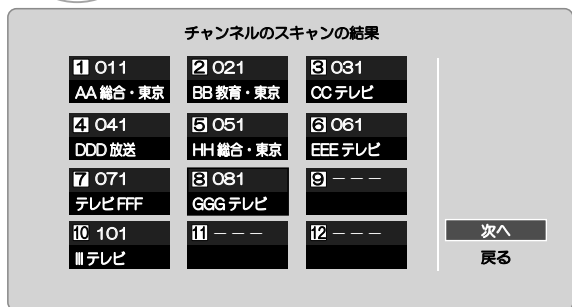 チャンネルのスキャンの結果
1 011
AA 総合・東京
2 021
BB 教育・東京
3 031
CC テレビ
4 041
DDD 放送
5 051
HH 総合・東京
6 061
EEE テレビ
7 071
テレビ FFF
8 081
GGG テレビ
9 −−−
10 101
III テレビ
11 −−−
12 −−−
次へ
戻る